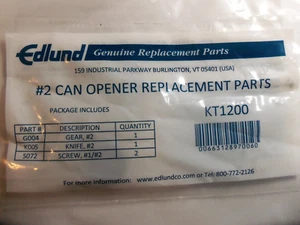 Edlund Genuine Replacement Parts
159 INDUSTRIAL PARKWAY BURLINGTON, VT 05401 (USA)
#2 CAN OPENER REPLACEMENT PARTS
PACKAGE INCLUDES
KT1200
PART # DESCRIPTION QUANTITY
G004 GEAR, #2 1
K005 KNIFE, #2 1
S072 SCREW, #1/#2 2
00663128970060
For more information: www.edlundco.com or Tel: 800-772-2126